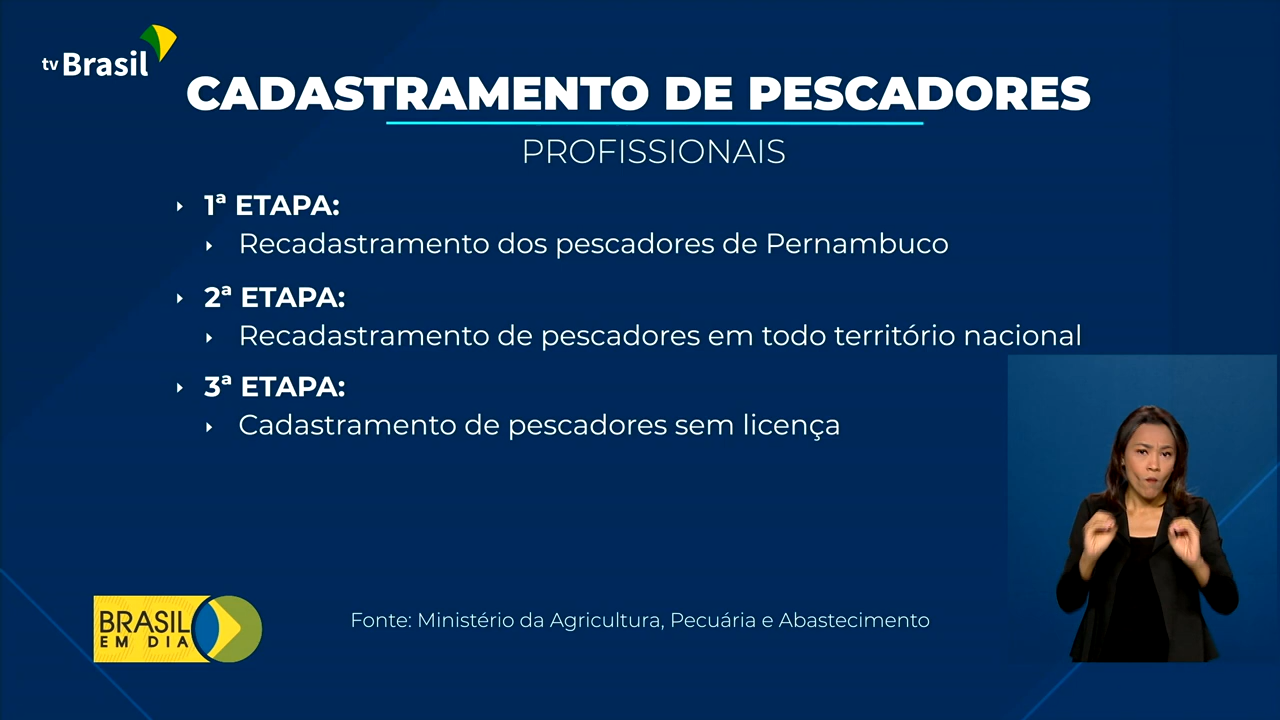 tv Brasil
CADASTRAMENTO DE PESCADORES
PROFISSIONAIS
1ª ETAPA:
Recadastramento dos pescadores de Pernambuco
2ª ETAPA:
Recadastramento de pescadores em todo território nacional
3ª ETAPA:
Cadastramento de pescadores sem licença
BRASIL
EM DIA
Fonte: Ministério da Agricultura, Pecuária e Abastecimento